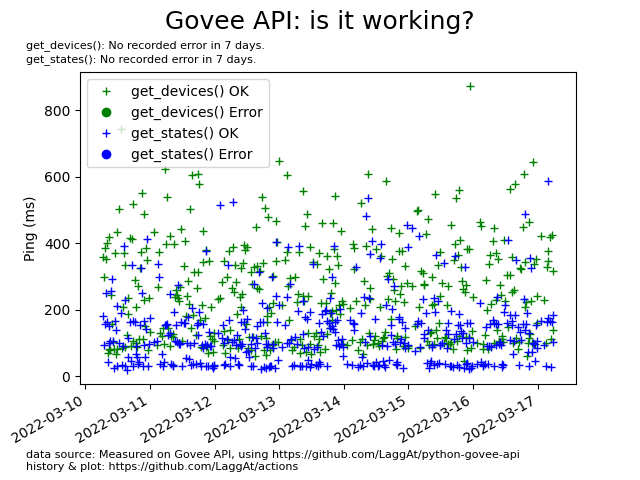 Govee API: is it working?
get_devices(): No recorded error in 7 days.
get_states(): No recorded error in 7 days.
get_devices() OK
get_devices() Error
get_states() OK
get_states() Error
Ping (ms)
800
600
400
200
0
2022-03-10
2022-03-11
2022-03-12
2022-03-13
2022-03-14
2022-03-15
2022-03-16
2022-03-17
data source: Measured on Govee API, using https://github.com/LaggAt/python-govee-api
history & plot: https://github.com/LaggAt/actions